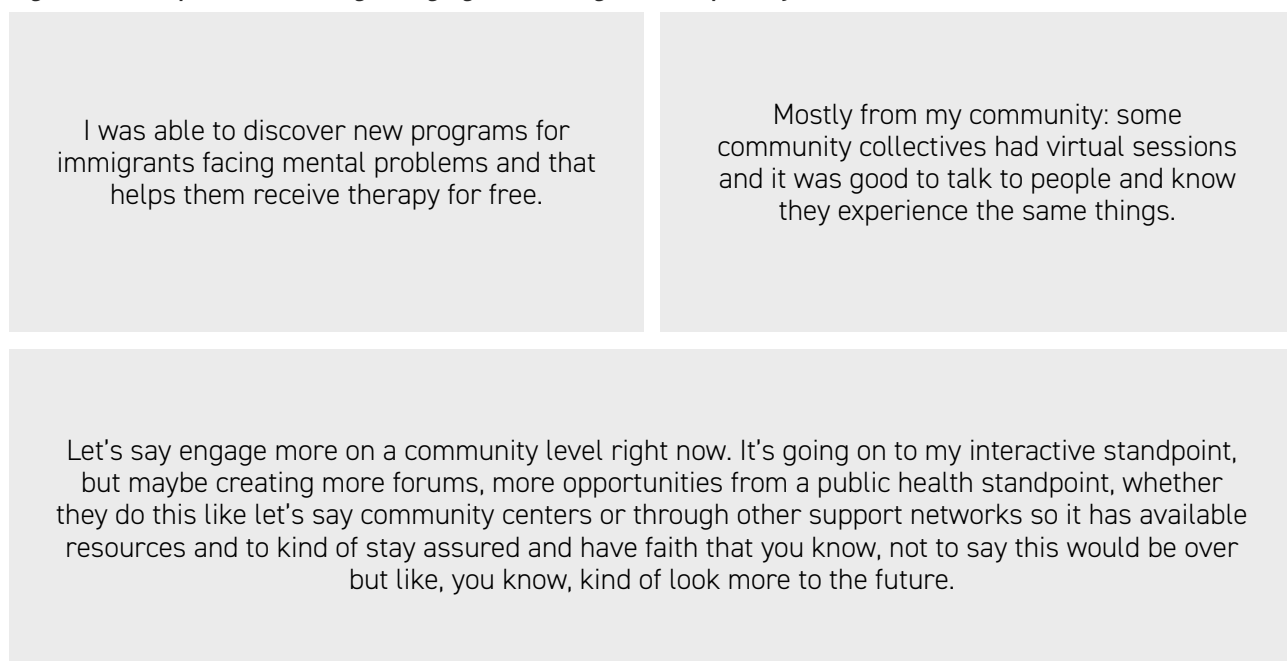 I was able to discover new programs for
immigrants facing mental problems and that
helps them receive therapy for free.
Mostly from my community: some
community collectives had virtual sessions
and it was good to talk to people and know
they experience the same things.
Let's say engage more on a community level right now. It's going on to my interactive standpoint,
but maybe creating more forums, more opportunities from a public health standpoint, whether
they do this like let's say community centers or through other support networks so it has available
resources and to kind of stay assured and have faith that you know, not to say this would be over
but like, you know, kind of look more to the future.